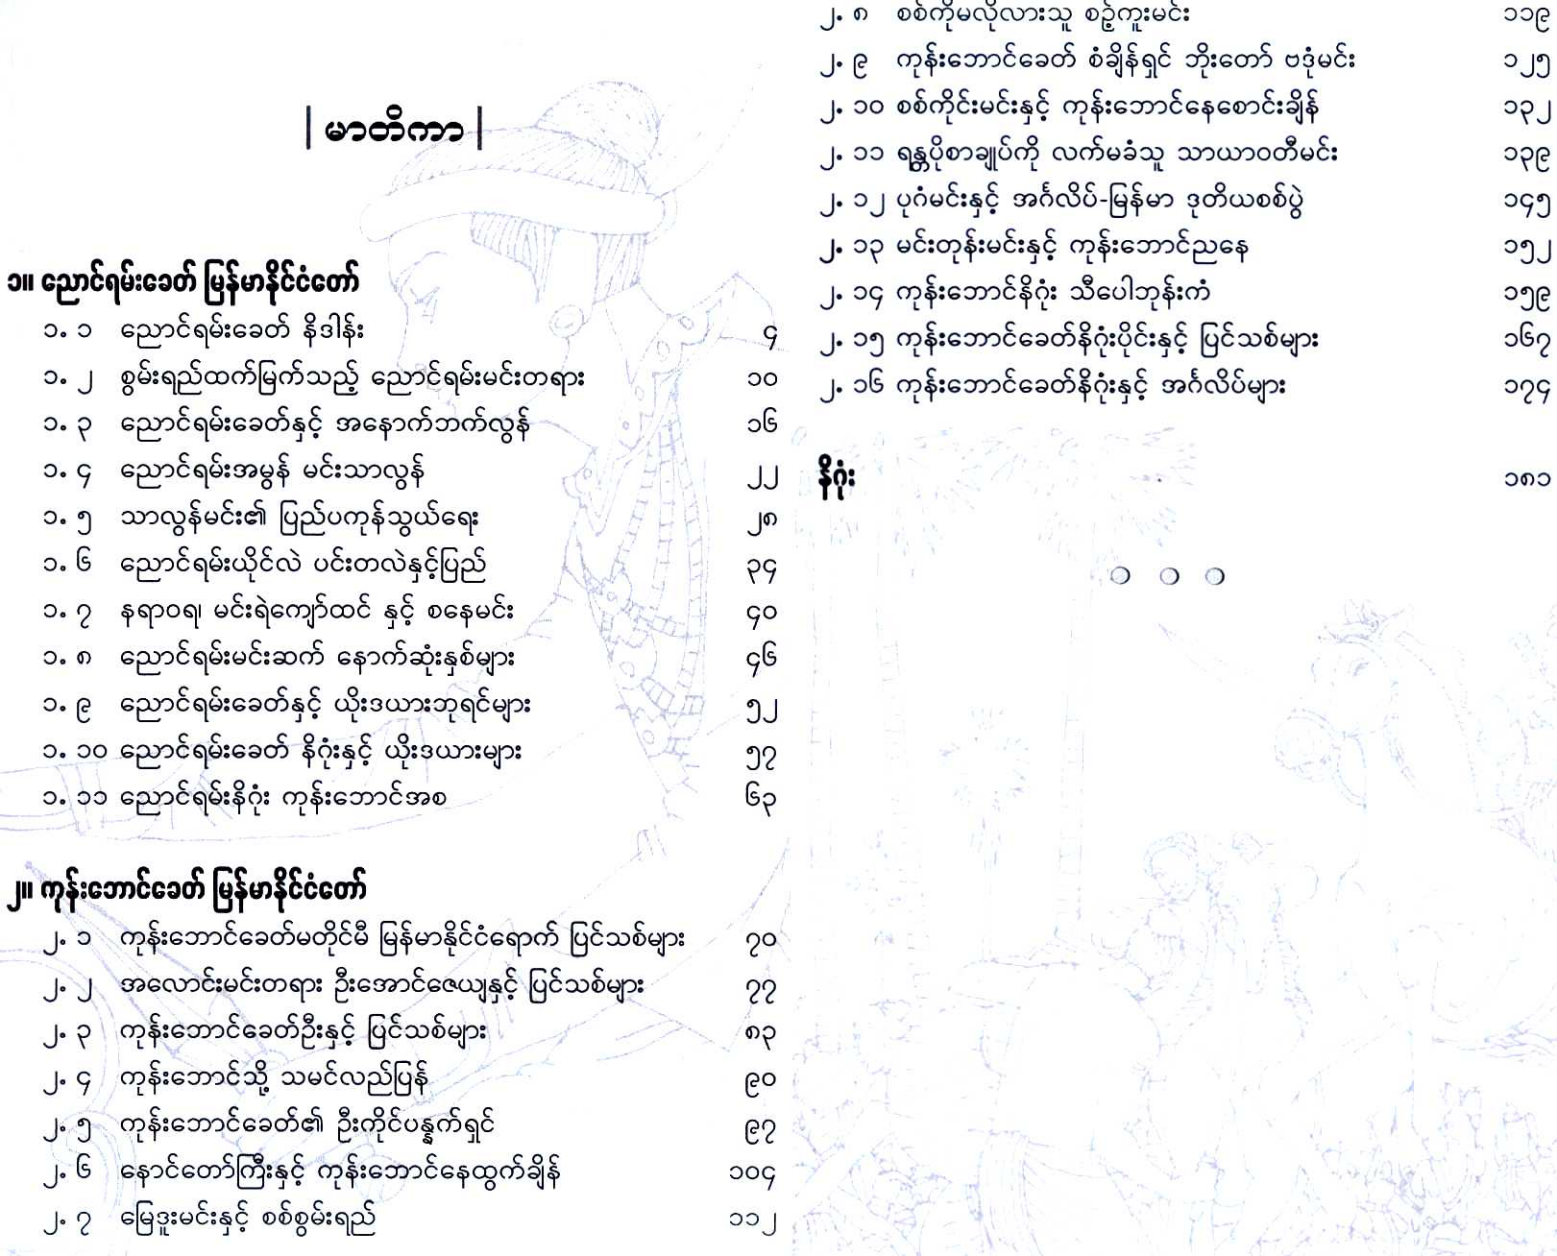 | မာတိကာ |
၁။ ညောင်ရမ်းခေတ် မြန်မာနိုင်ငံတော်
၁. ၁ ညောင်ရမ်းခေတ် နိဒါန်း ၄
၁. ၂ စွမ်းရည်ထက်မြက်သည့် ညောင်ရမ်းမင်းတရား ၁၀
၁. ၃ ညောင်ရမ်းခေတ်နှင့် အနောက်ဘက်လွန် ၁၆
၁. ၄ ညောင်ရမ်းအမွန် မင်းသာလွန် ၂၂
၁. ၅ သာလွန်မင်း၏ ပြည်ပကုန်သွယ်ရေး ၂၈
၁. ၆ ညောင်ရမ်းယိုင်လဲ ပင်းတလဲနှင့်ပြည် ၃၄
၁. ၇ နရာဝရ၊ မင်းရဲကျော်ထင် နှင့် စနေမင်း ၄၀
၁. ၈ ညောင်ရမ်းမင်းဆက် နောက်ဆုံးနှစ်များ ၄၆
၁. ၉ ညောင်ရမ်းခေတ်နှင့် ယိုးဒယားဘုရင်များ ၅၂
၁. ၁၀ ညောင်ရမ်းခေတ် နိဂုံးနှင့် ယိုးဒယားများ ၅၇
၁. ၁၁ ညောင်ရမ်းနိဂုံး ကုန်းဘောင်အစ ၆၃
၂။ ကုန်းဘောင်ခေတ် မြန်မာနိုင်ငံတော်
၂. ၁ ကုန်းဘောင်ခေတ်မတိုင်မီ မြန်မာနိုင်ငံရောက် ပြင်သစ်များ ၇၀
၂. ၂ အလောင်းမင်းတရား ဦးအောင်ဇေယျနှင့် ပြင်သစ်များ ၇၇
၂. ၃ ကုန်းဘောင်ခေတ်ဦးနှင့် ပြင်သစ်များ ၈၃
၂. ၄ ကုန်းဘောင်သို့ သမင်လည်ပြန် ၉၀
၂. ၅ ကုန်းဘောင်ခေတ်၏ ဦးကိုင်ပန္နက်ရှင် ၉၇
၂. ၆ နောင်တော်ကြီးနှင့် ကုန်းဘောင်နေထွက်ချိန် ၁၀၄
၂. ၇ မြေဒူးမင်းနှင့် စစ်စွမ်းရည် ၁၁၂
၂. ၈ စစ်ကိုမလိုလားသူ စဉ့်ကူးမင်း ၁၁၉
၂. ၉ ကုန်းဘောင်ခေတ် စံချိန်ရှင် ဘိုးတော် ဗဒုံမင်း ၁၂၅
၂. ၁၀ စစ်ကိုင်းမင်းနှင့် ကုန်းဘောင်နေစောင်းချိန် ၁၃၂
၂. ၁၁ ရန္တပိုစာချုပ်ကို လက်မခံသူ သာယာဝတီမင်း ၁၃၉
၂. ၁၂ ပုဂံမင်းနှင့် အင်္ဂလိပ်-မြန်မာ ဒုတိယစစ်ပွဲ ၁၄၅
၂. ၁၃ မင်းတုန်းမင်းနှင့် ကုန်းဘောင်ညနေ ၁၅၂
၂. ၁၄ ကုန်းဘောင်နိဂုံး သီပေါဘုန်းကံ ၁၅၉
၂. ၁၅ ကုန်းဘောင်ခေတ်နိဂုံးပိုင်းနှင့် ပြင်သစ်များ ၁၆၇
၂. ၁၆ ကုန်းဘောင်ခေတ်နိဂုံးနှင့် အင်္ဂလိပ်များ ၁၇၄
နိဂုံး ၁၈၁